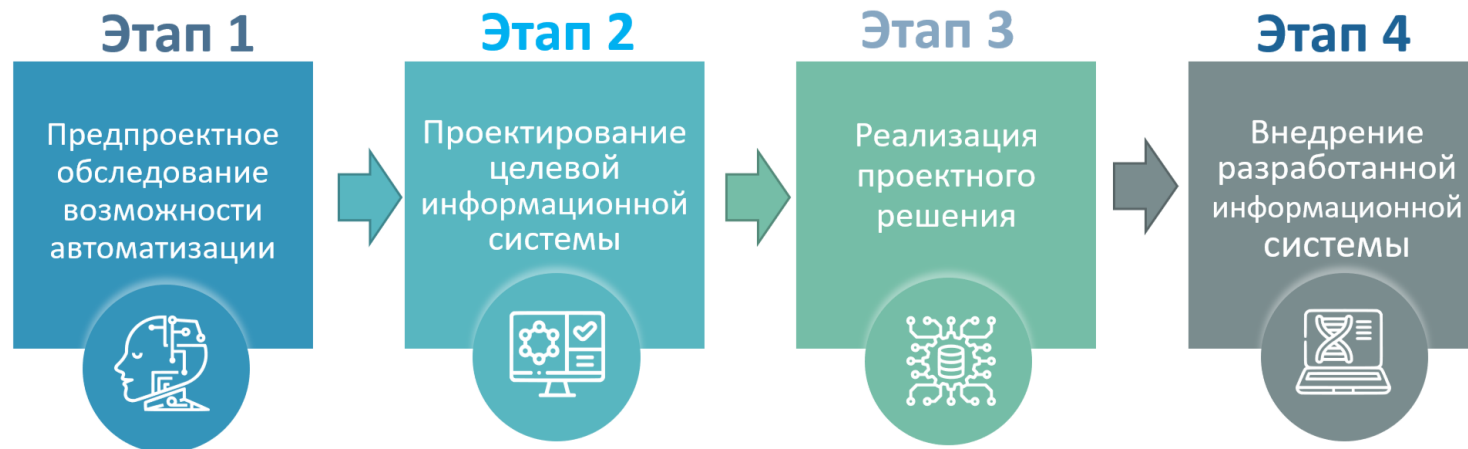 Этап 1
Предпроектное
обследование
возможности
автоматизации
Этап 2
Проектирование
целевой
информационной
системы
Этап 3
Реализация
проектного
решения
Этап 4
Внедрение
разработанной
информационной
системы